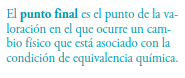 El punto final es el punto de la va-
loración en el que ocurre un cam-
bio físico que está asociado con la
condición de equivalencia química.